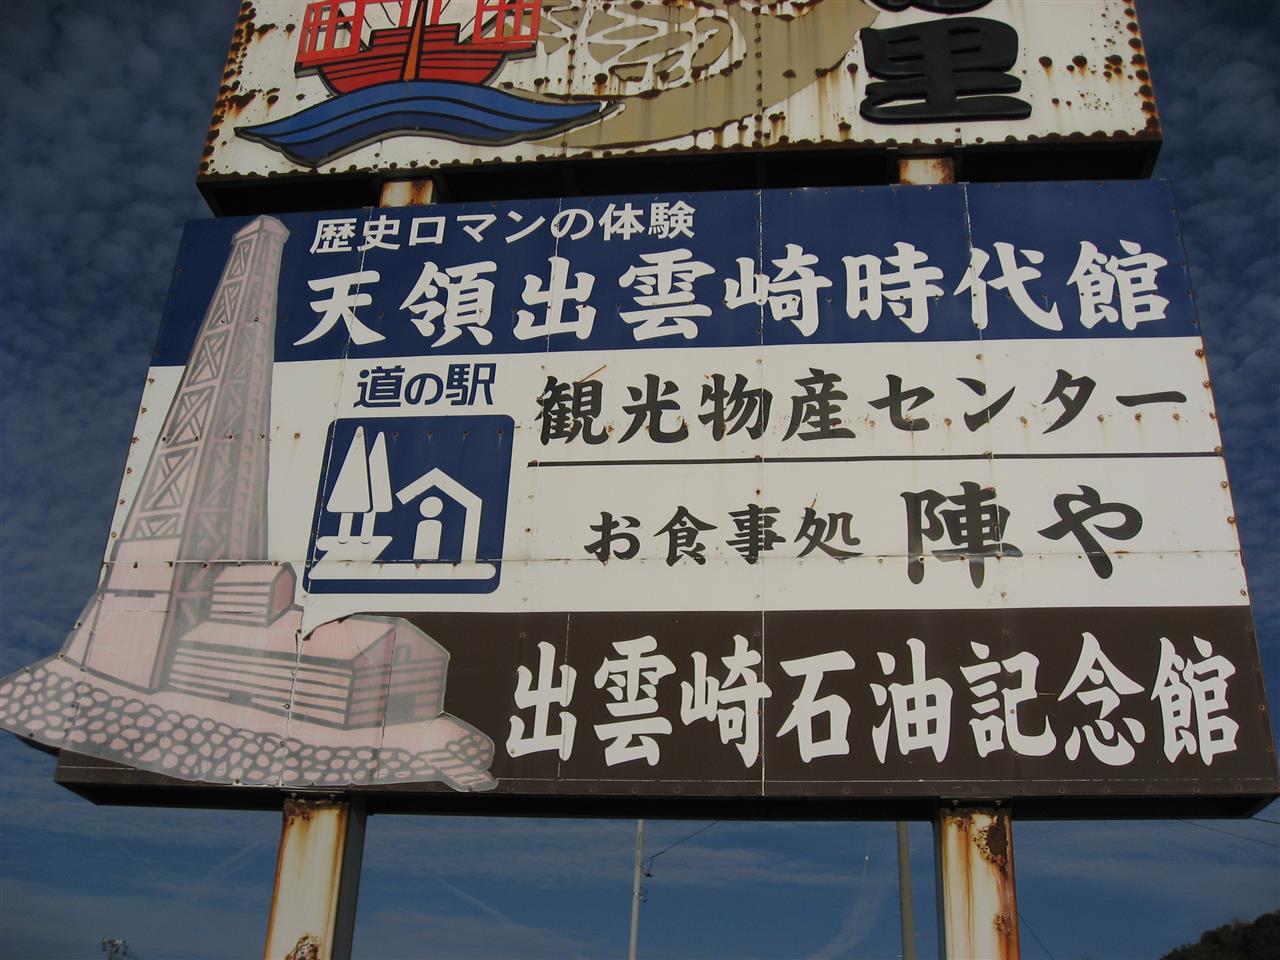 里
歴史ロマンの体験
天領出雲崎時代館
道の駅
観光物産センター
お食事処 陣や
出雲崎石油記念館